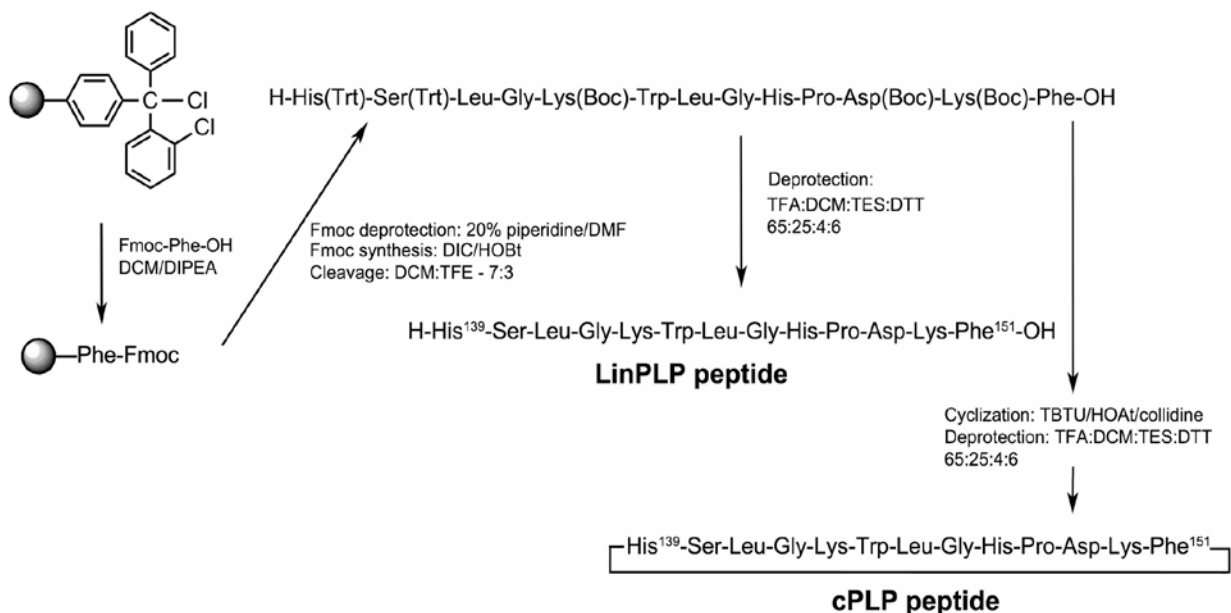 C
Cl
Cl
H-His(Trt)-Ser(Trt)-Leu-Gly-Lys(Boc)-Trp-Leu-Gly-His-Pro-Asp(Boc)-Lys(Boc)-Phe-OH
Fmoc-Phe-OH
DCM/DIPEA
Phe-Fmoc
Fmoc deprotection: 20% piperidine/DMF
Fmoc synthesis: DIC/HOBt
Cleavage: DCM:TFE - 7:3
Deprotection:
TFA:DCM:TES:DTT
65:25:4:6
H-His¹³⁹-Ser-Leu-Gly-Lys-Trp-Leu-Gly-His-Pro-Asp-Lys-Phe¹⁵¹-OH
LinPLP peptide
Cyclization: TBTU/HOAt/collidine
Deprotection: TFA:DCM:TES:DTT
65:25:4:6
His¹³⁹-Ser-Leu-Gly-Lys-Trp-Leu-Gly-His-Pro-Asp-Lys-Phe¹⁵¹
cPLP peptide